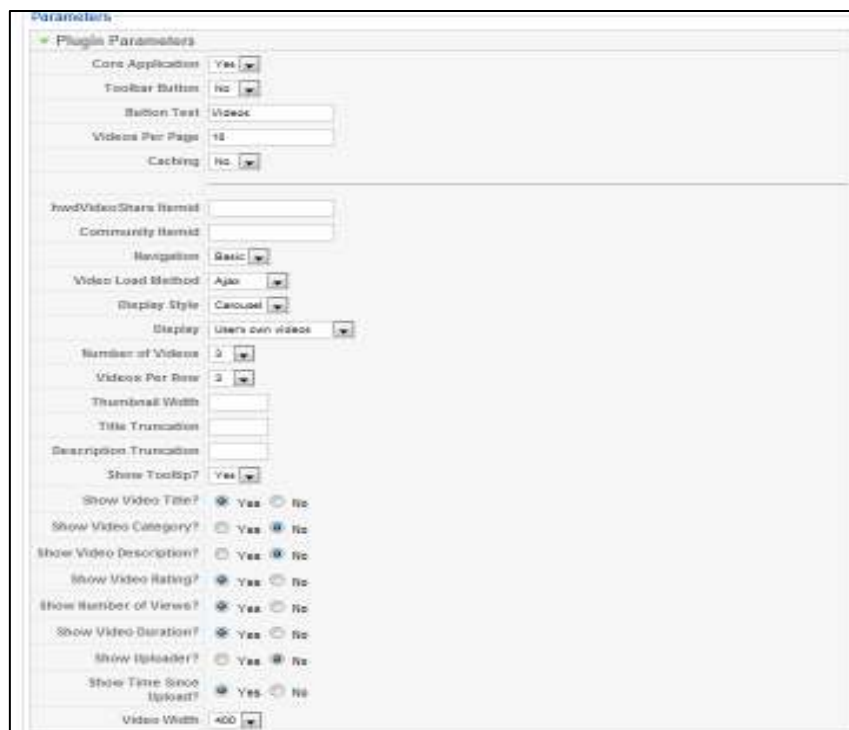 Parameters
Plugin Parameters
Core Application Yes
Toolbar Button No
Button Text Videos
Videos Per Page 10
Caching No
hwdVideoShare Itemid
Community Itemid
Navigation Basic
Video Load Method Ajax
Display Style Carousel
Display Users own videos
Number of Videos 3
Videos Per Row 3
Thumbnail Width
Title Truncation
Description Truncation
Show Tooltip? Yes
Show Video Title? Yes No
Show Video Category? Yes No
Show Video Description? Yes No
Show Video Rating? Yes No
Show Number of Views? Yes No
Show Video Duration? Yes No
Show Uploader? Yes No
Show Time Since
Upload? Yes No
Video Width 400